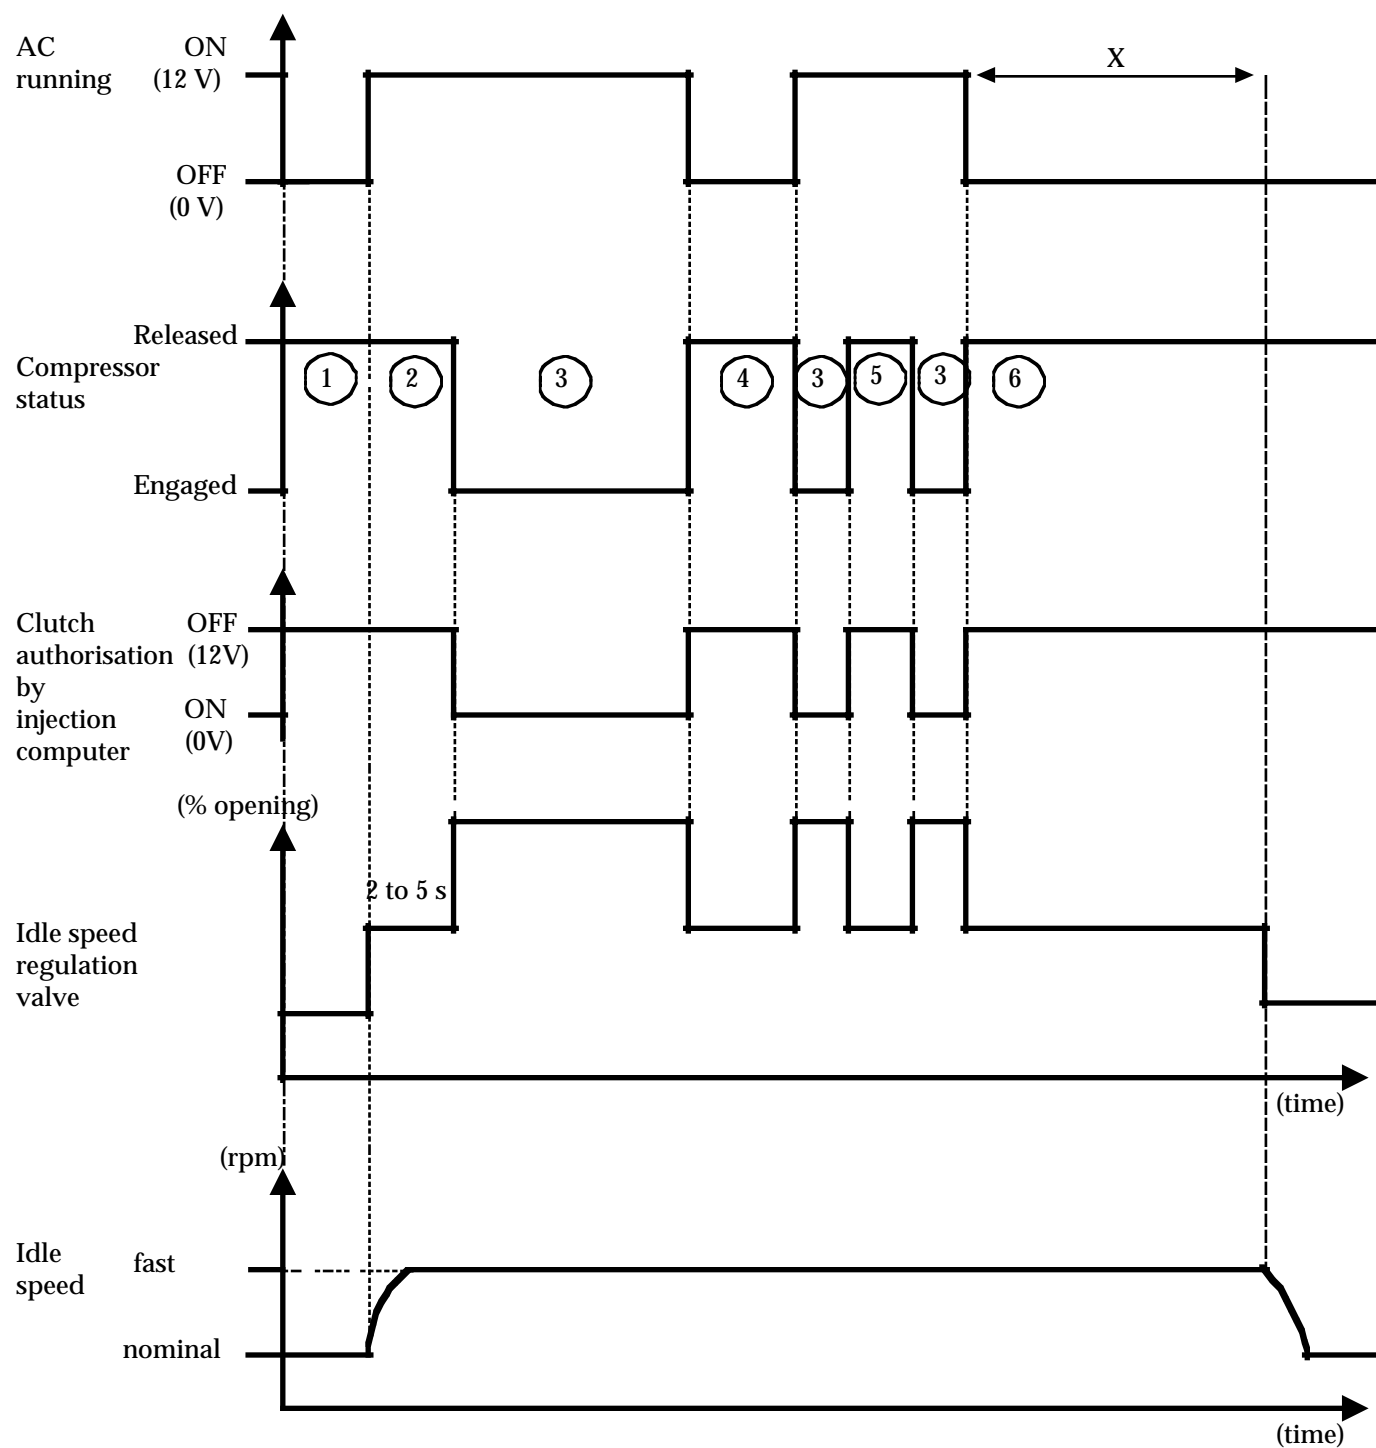 AC
running
ON
(12 V)
X
OFF
(0 V)
Released
Compressor
status
1
2
3
4
3
5
3
6
Engaged
Clutch
authorisation
by
injection
computer
OFF
(12V)
ON
(0V)
(% opening)
2 to 5 s
Idle speed
regulation
valve
(time)
(rpm)
Idle
speed
fast
nominal
(time)